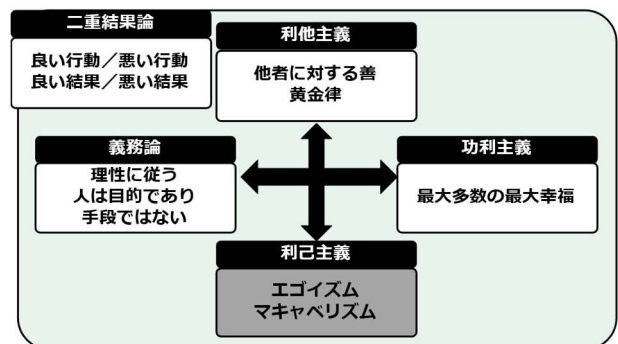 二重結果論
良い行動／悪い行動
良い結果／悪い結果
利他主義
他者に対する善
黄金律
義務論
理性に従う
人は目的であり
手段ではない
功利主義
最大多数の最大幸福
利己主義
エゴイズム
マキャベリズム